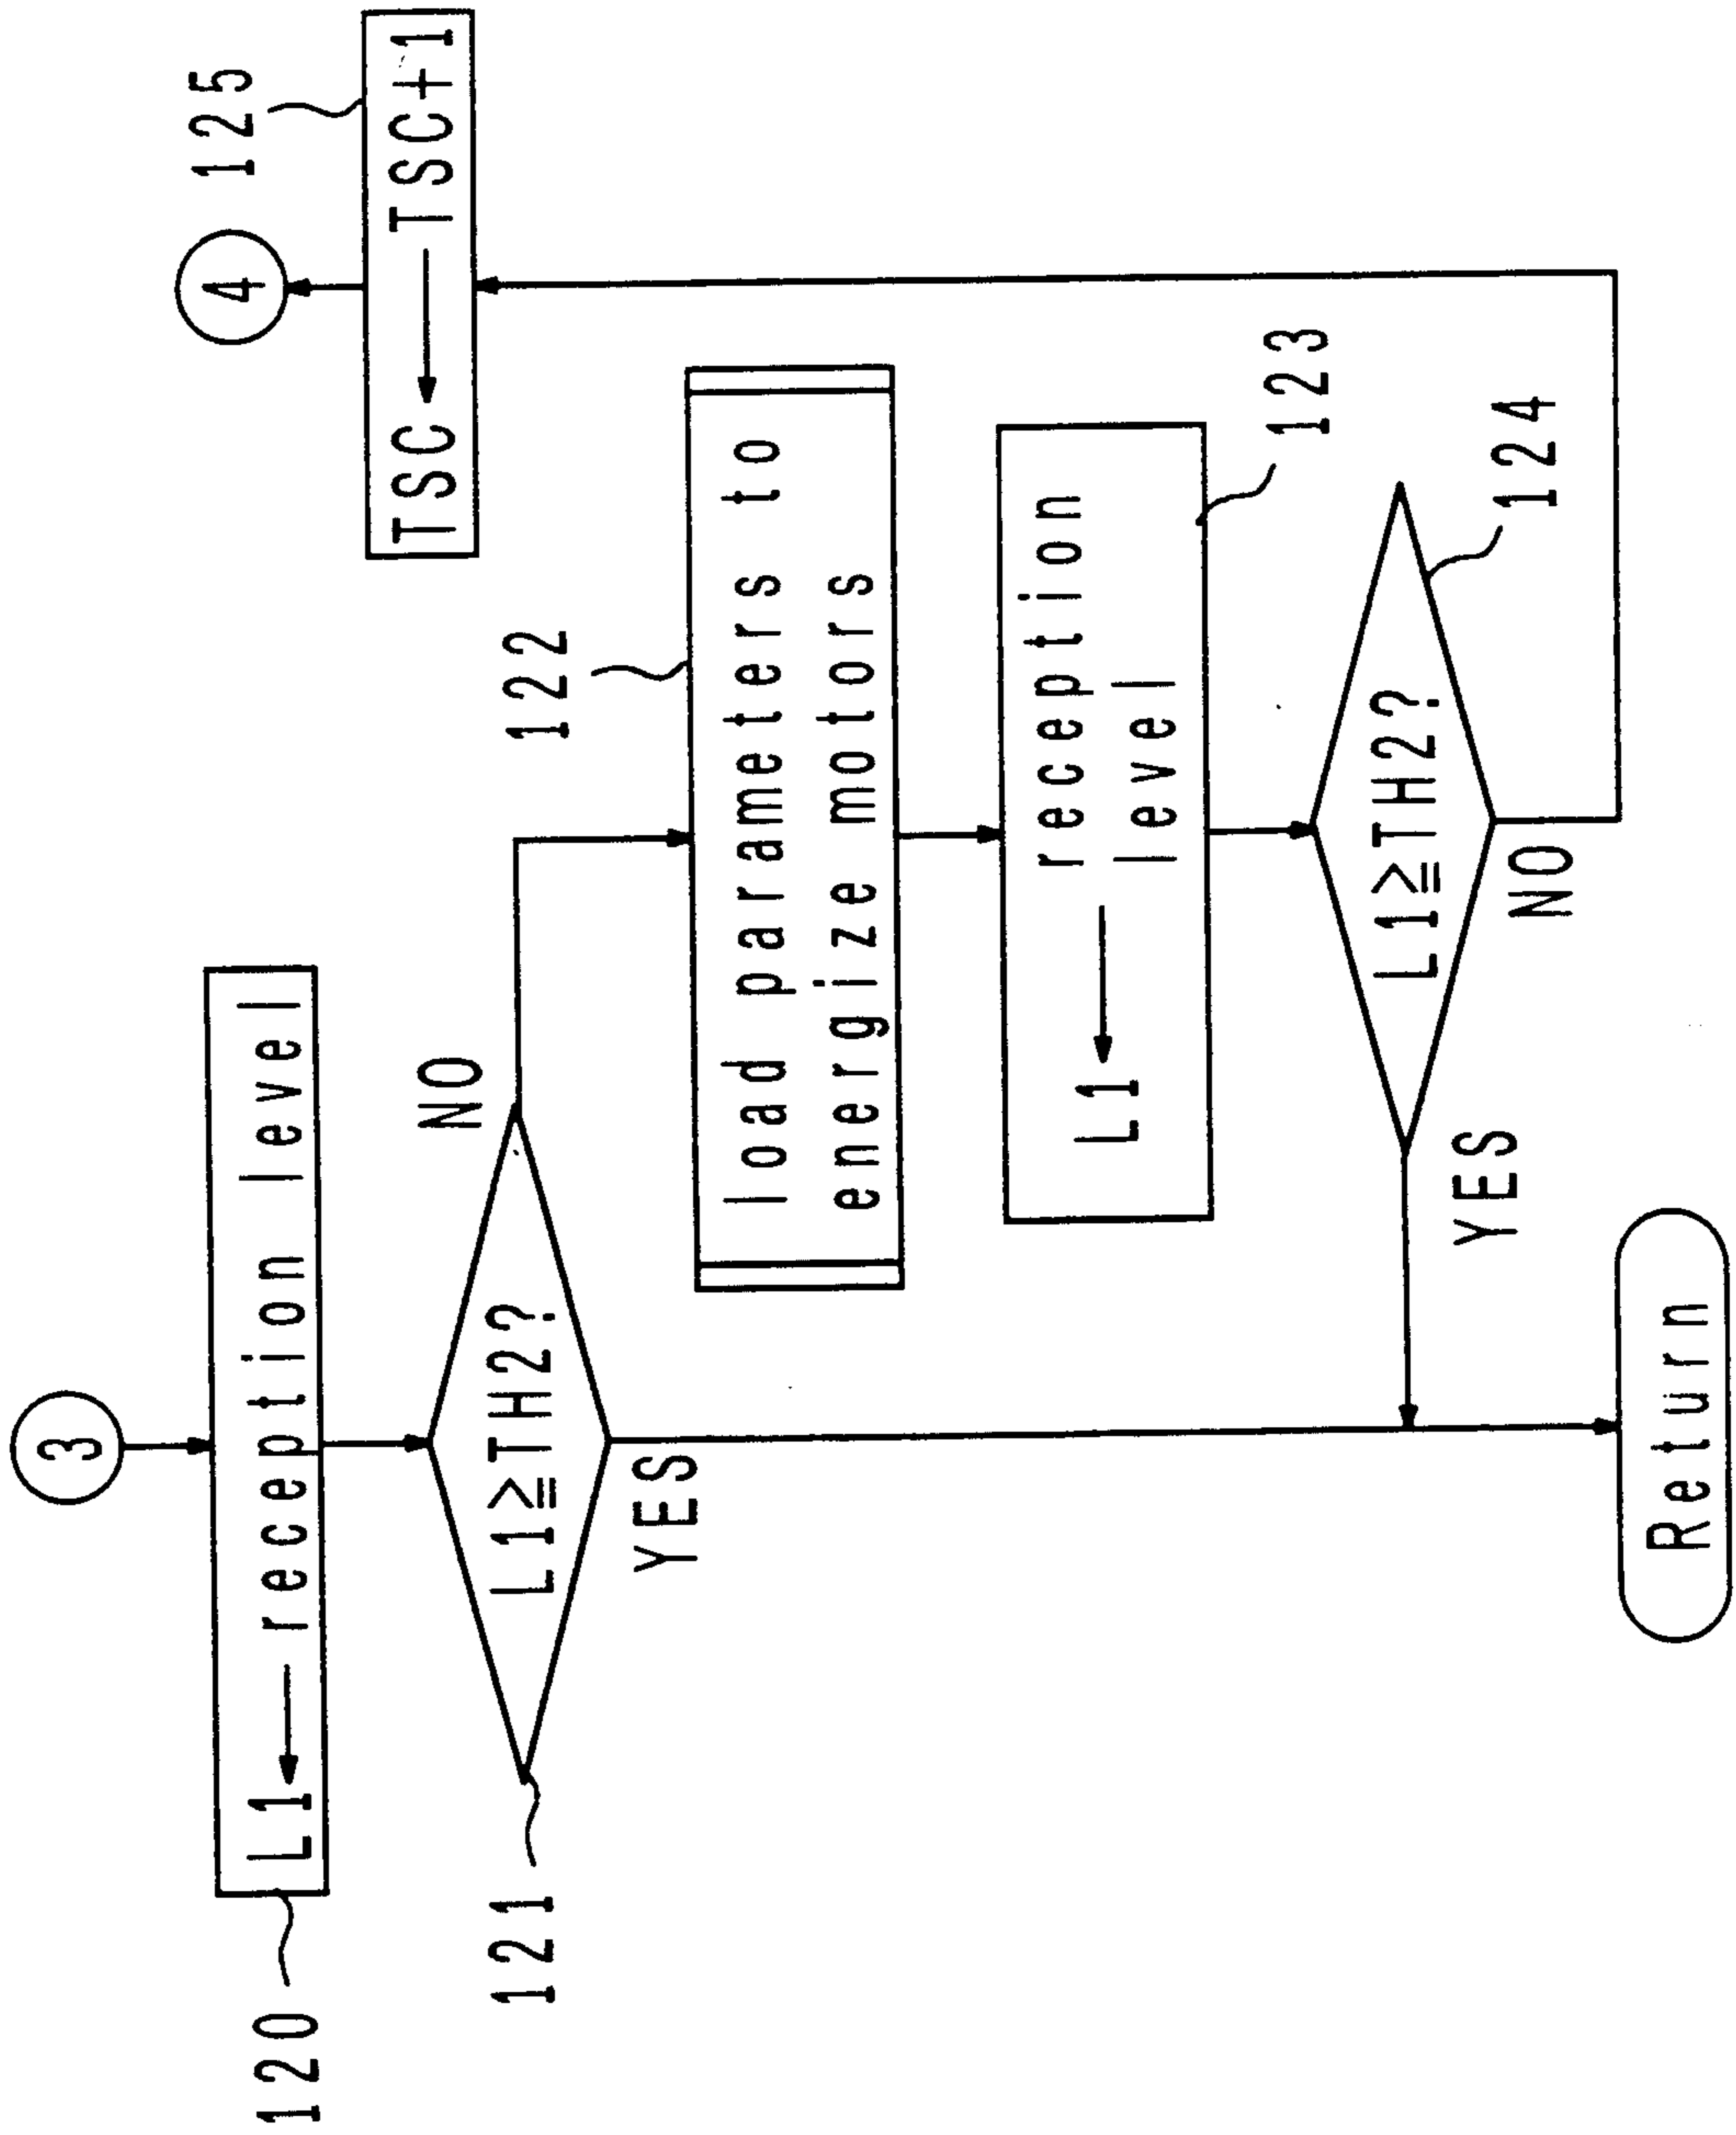 3
L1 ← reception level
120
L1≧TH2?
121
NO
YES
load parameters to
energize motors
122
L1 ← reception
level
123
L1≧TH2?
124
YES
NO
TSC ← TSC+1
125
4
Return